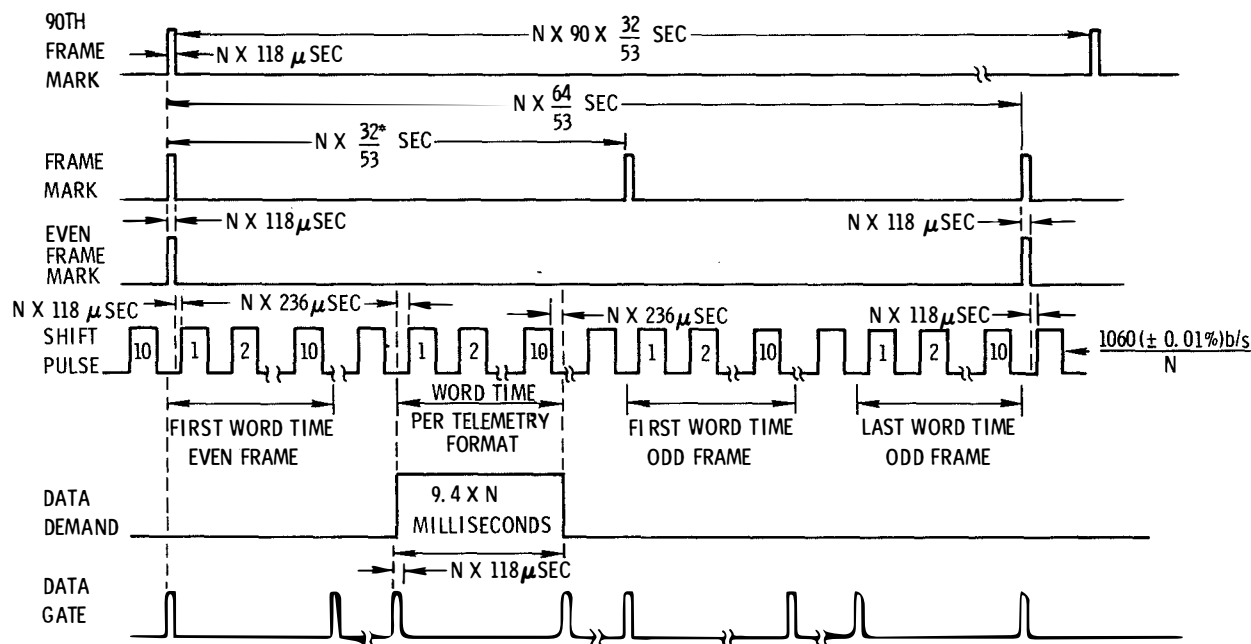 90TH
FRAME
MARK
N X 118 μSEC
N X 90 X 32/53 SEC
N X 64/53 SEC
N X 32*/53 SEC
FRAME
MARK
N X 118 μSEC
N X 118 μSEC
EVEN
FRAME
MARK
N X 118 μSEC
N X 236 μSEC
N X 236 μSEC
N X 118 μSEC
SHIFT
PULSE
10 1 2 10 1 2 10 1 2 10 1 2 10
1060 (± 0.01%) b/s
N
FIRST WORD TIME
EVEN FRAME
WORD TIME
PER TELEMETRY
FORMAT
FIRST WORD TIME
ODD FRAME
LAST WORD TIME
ODD FRAME
DATA
DEMAND
9.4 X N
MILLISECONDS
N X 118 μSEC
DATA
GATE